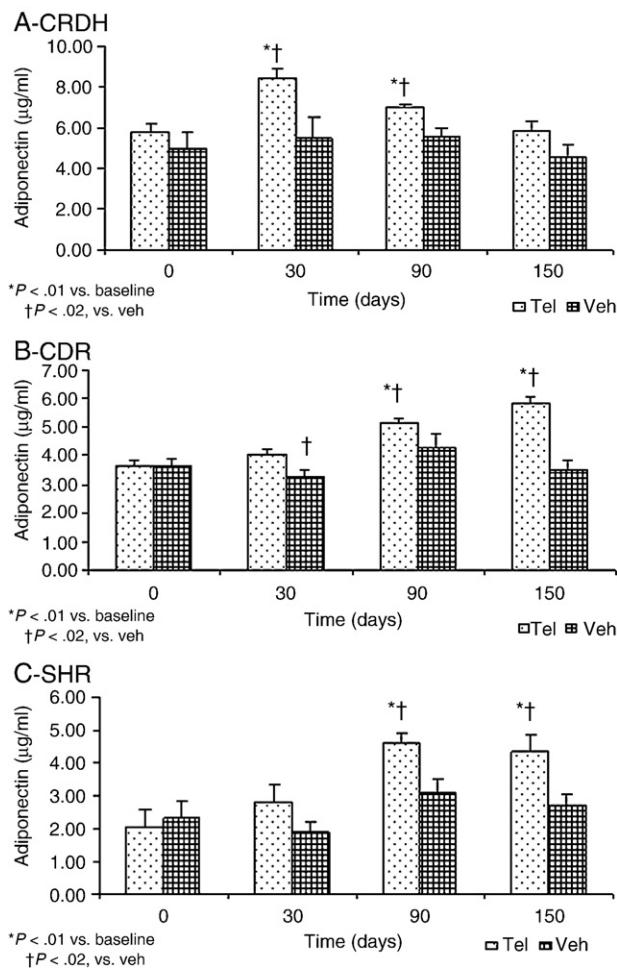 A-CRDH
10.00
8.00
6.00
4.00
2.00
0.00
Adiponectin (μg/ml)
*†
*†
0 30 90 150
Time (days)
*P < .01 vs. baseline
†P < .02, vs. veh
Tel Veh
B-CDR
7.00
6.00
5.00
4.00
3.00
2.00
1.00
0.00
Adiponectin (μg/ml)
†
*†
*†
0 30 90 150
Time (days)
*P < .01 vs. baseline
†P < .02, vs. veh
Tel Veh
C-SHR
6.00
5.00
4.00
3.00
2.00
1.00
0.00
Adiponectin (μg/ml)
*†
*†
0 30 90 150
Time (days)
*P < .01 vs. baseline
†P < .02, vs. veh
Tel Veh